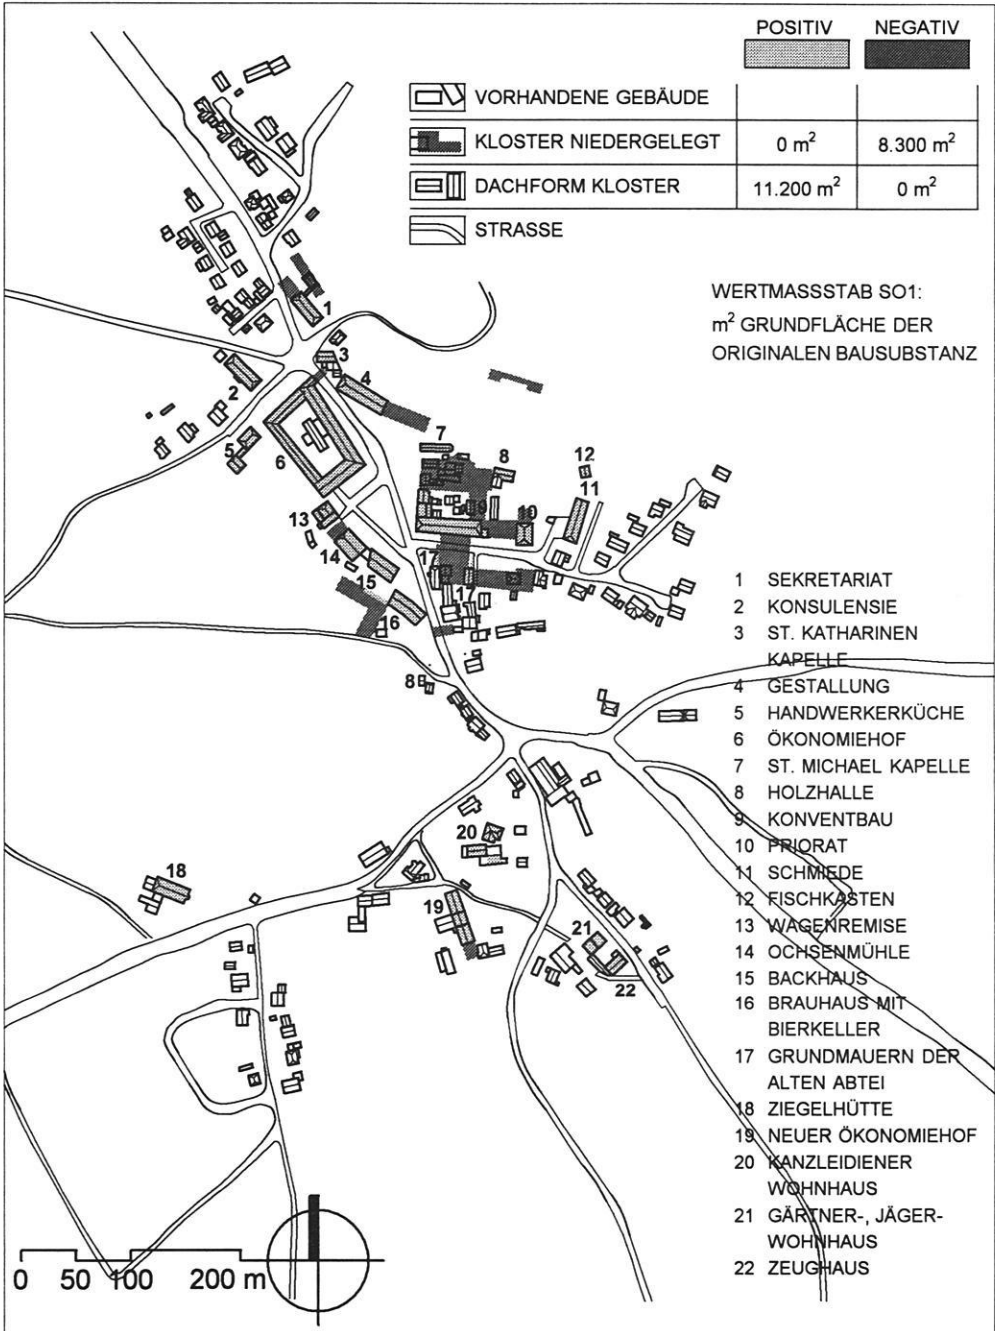 POSITIV NEGATIV
VORHANDENE GEBÄUDE
KLOSTER NIEDERGELEGT 0 m² 8.300 m²
DACHFORM KLOSTER 11.200 m² 0 m²
STRASSE
WERTMASSSTAB SO1:
m² GRUNDFLÄCHE DER
ORIGINALEN BAUSUBSTANZ
1
2
3
4
5
6
7
8
9
10
11
12
13
14
15
16
17
17
8
18
19
20
21
22
1 SEKRETARIAT
2 KONSULENSIE
3 ST. KATHARINEN
KAPELLE
4 GESTALLUNG
5 HANDWERKERKÜCHE
6 ÖKONOMIEHOF
7 ST. MICHAEL KAPELLE
8 HOLZHALLE
9 KONVENTBAU
10 PRIORAT
11 SCHMIEDE
12 FISCHKASTEN
13 WAGENREMISE
14 OCHSENMÜHLE
15 BACKHAUS
16 BRAUHAUS MIT
BIERKELLER
17 GRUNDMAUERN DER
ALTEN ABTEI
18 ZIEGELHÜTTE
19 NEUER ÖKONOMIEHOF
20 KANZLEIDIENER
WOHNHAUS
21 GÄRTNER-, JÄGER-
WOHNHAUS
22 ZEUGHAUS
0 50 100 200 m